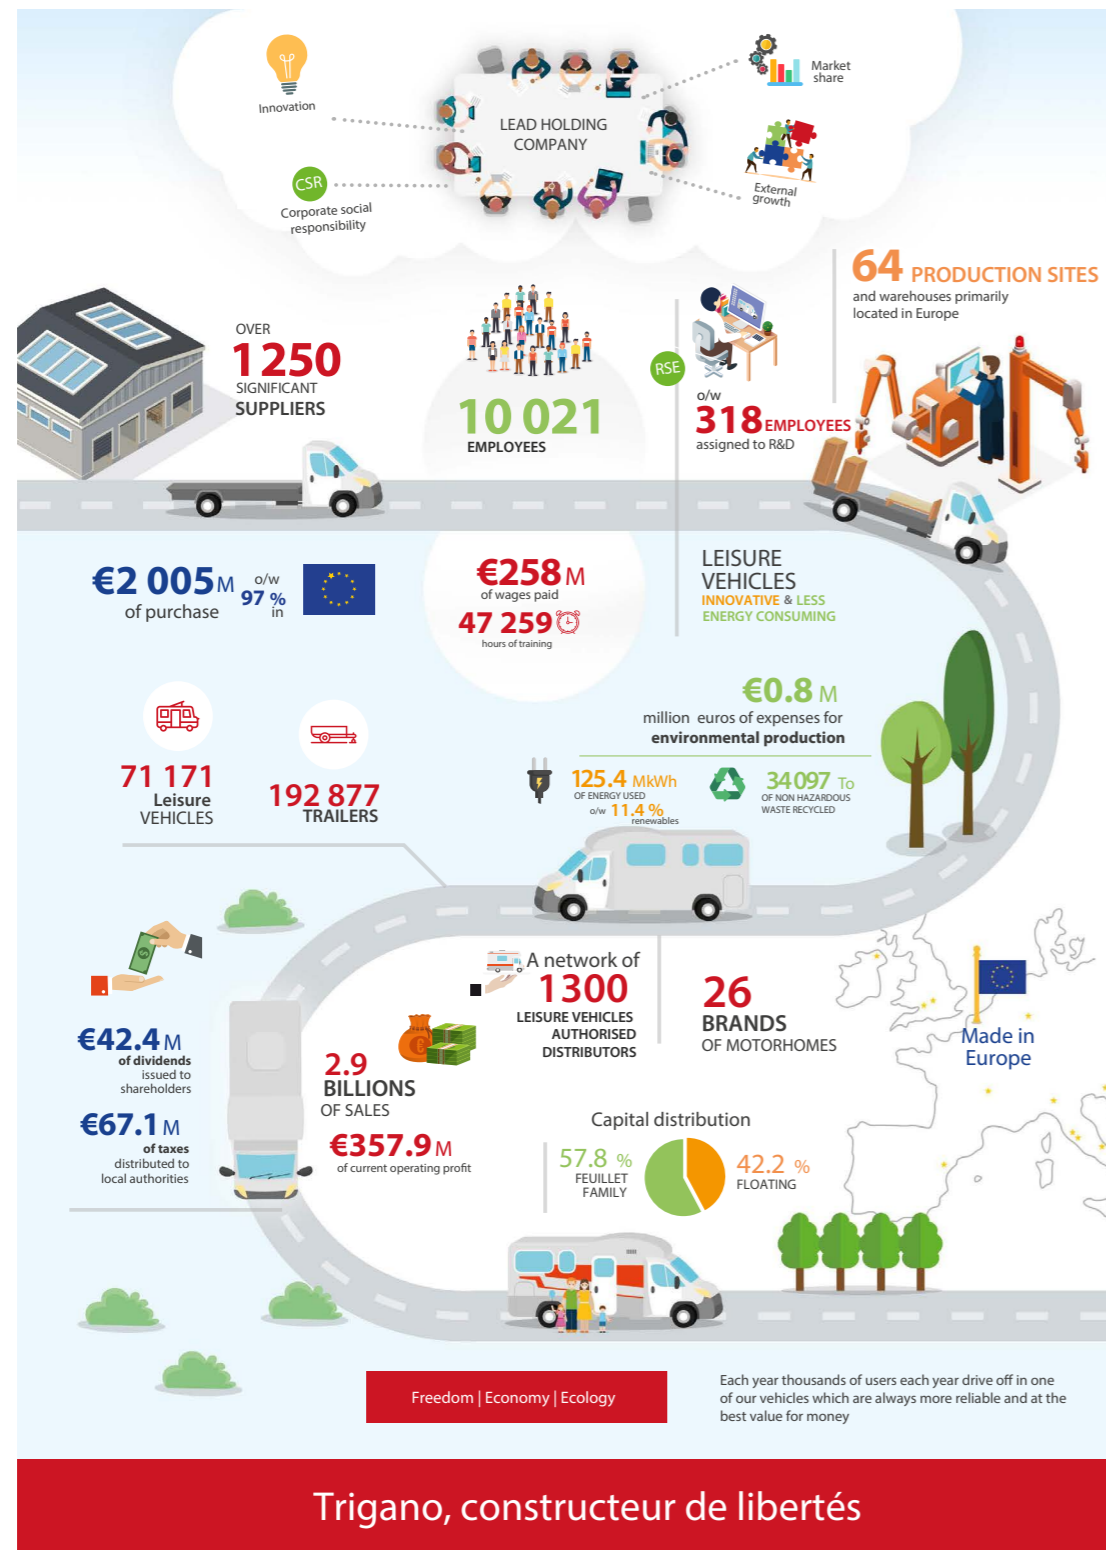 Innovation
LEAD HOLDING
COMPANY
Market
share
CSR
Corporate social
responsibility
External
growth
OVER
1250
SIGNIFICANT
SUPPLIERS
10 021
EMPLOYEES
RSE
o/w
318 EMPLOYEES
assigned to R&D
64 PRODUCTION SITES
and warehouses primarily
located in Europe
€2 005 M
of purchase
o/w
97 %
in
€258 M
of wages paid
47 259
hours of training
LEISURE
VEHICLES
INNOVATIVE & LESS
ENERGY CONSUMING
71 171
Leisure
VEHICLES
192 877
TRAILERS
€0.8 M
million euros of expenses for
environmental production
125.4 MkWh
OF ENERGY USED
o/w 11.4 %
renewables
34 097 To
OF NON HAZARDOUS
WASTE RECYCLED
€42.4 M
of dividends
issued to
shareholders
€67.1 M
of taxes
distributed to
local authorities
2.9
BILLIONS
OF SALES
€357.9 M
of current operating profit
A network of
1300
LEISURE VEHICLES
AUTHORISED
DISTRIBUTORS
26
BRANDS
OF MOTORHOMES
Made in
Europe
Capital distribution
57.8 %
FEUILLET
FAMILY
42.2 %
FLOATING
Freedom | Economy | Ecology
Each year thousands of users each year drive off in one
of our vehicles which are always more reliable and at the
best value for money
Trigano, constructeur de libertés